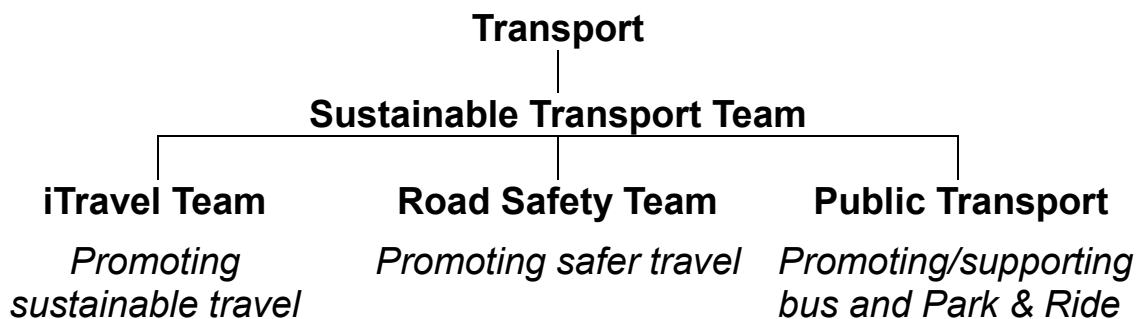 Transport
Sustainable Transport Team
iTravel Team
Promoting
sustainable travel
Road Safety Team
Promoting safer travel
Public Transport
Promoting/supporting
bus and Park & Ride